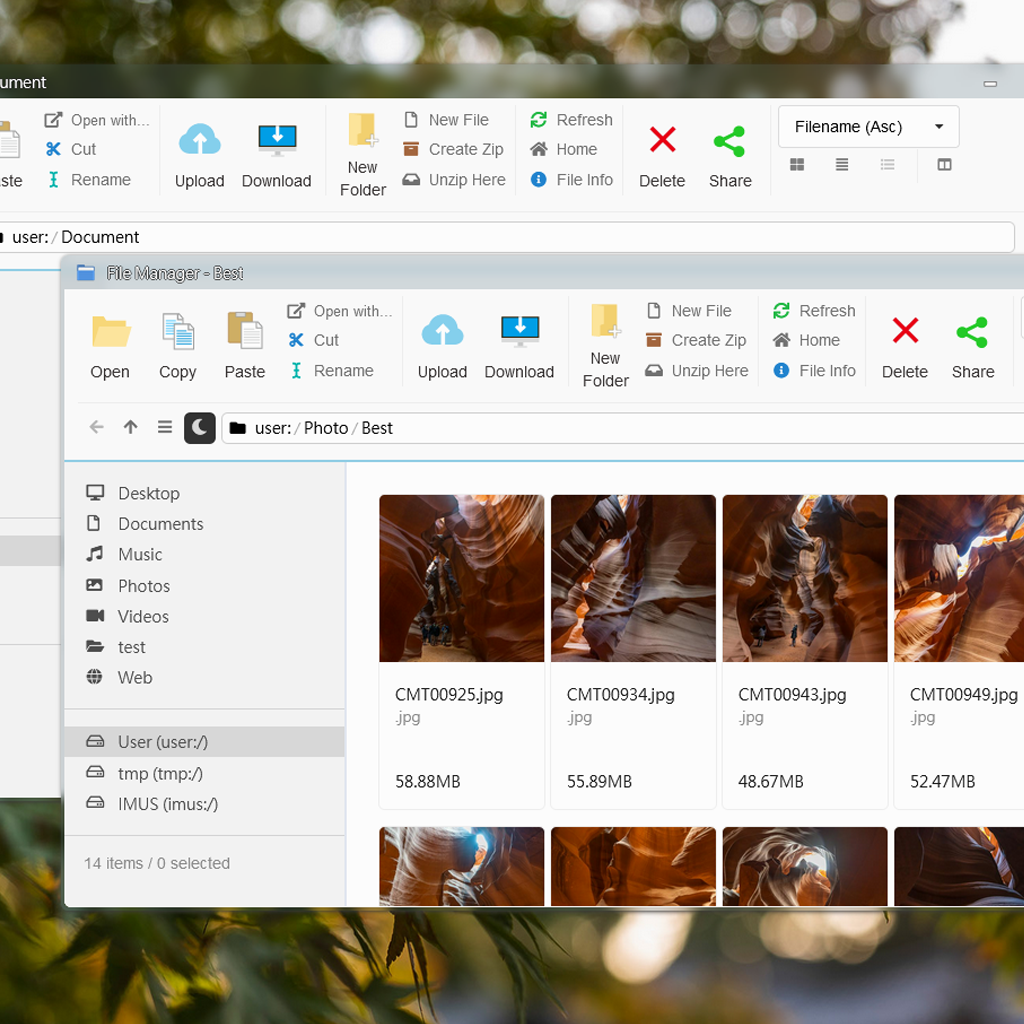 ument
Open with...
Cut
Rename
ste
Upload
Download
New
Folder
New File
Create Zip
Unzip Here
Refresh
Home
File Info
Delete
Share
Filename (Asc)
user: / Document
File Manager - Best
Open
Copy
Paste
Open with...
Cut
Rename
Upload
Download
New
Folder
New File
Create Zip
Unzip Here
Refresh
Home
File Info
Delete
Share
user: / Photo / Best
Desktop
Documents
Music
Photos
Videos
test
Web
User (user:/)
tmp (tmp:/)
IMUS (imus:/)
14 items / 0 selected
CMT00925.jpg
.jpg
58.88MB
CMT00934.jpg
.jpg
55.89MB
CMT00943.jpg
.jpg
48.67MB
CMT00949.jpg
.jpg
52.47MB